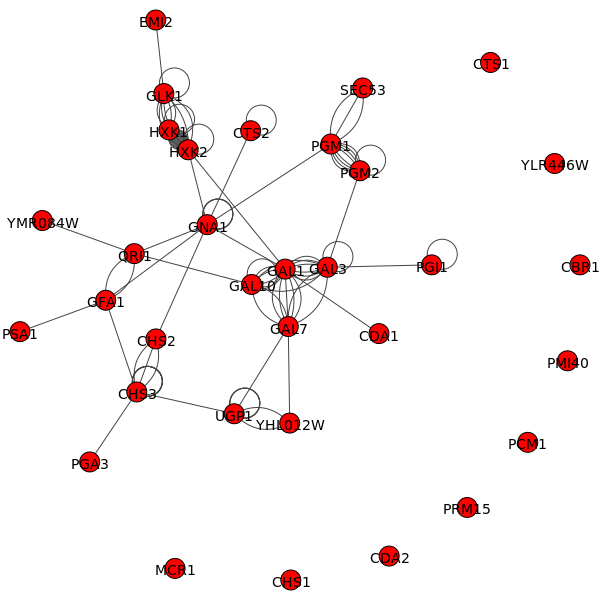 EMI2
CTS1
GLK1
SEC53
HXK1
CTS2
HXK2
PGM1
PGM2
YLR446W
YMR084W
GNA1
QRI1
GAL1
GAL3
PGI1
CBR1
GAL10
GFA1
GAL7
PSA1
CHS2
CDA1
PMI40
CHS3
UGP1
YHL012W
PCM1
PGA3
PRM15
CDA2
MCR1
CHS1